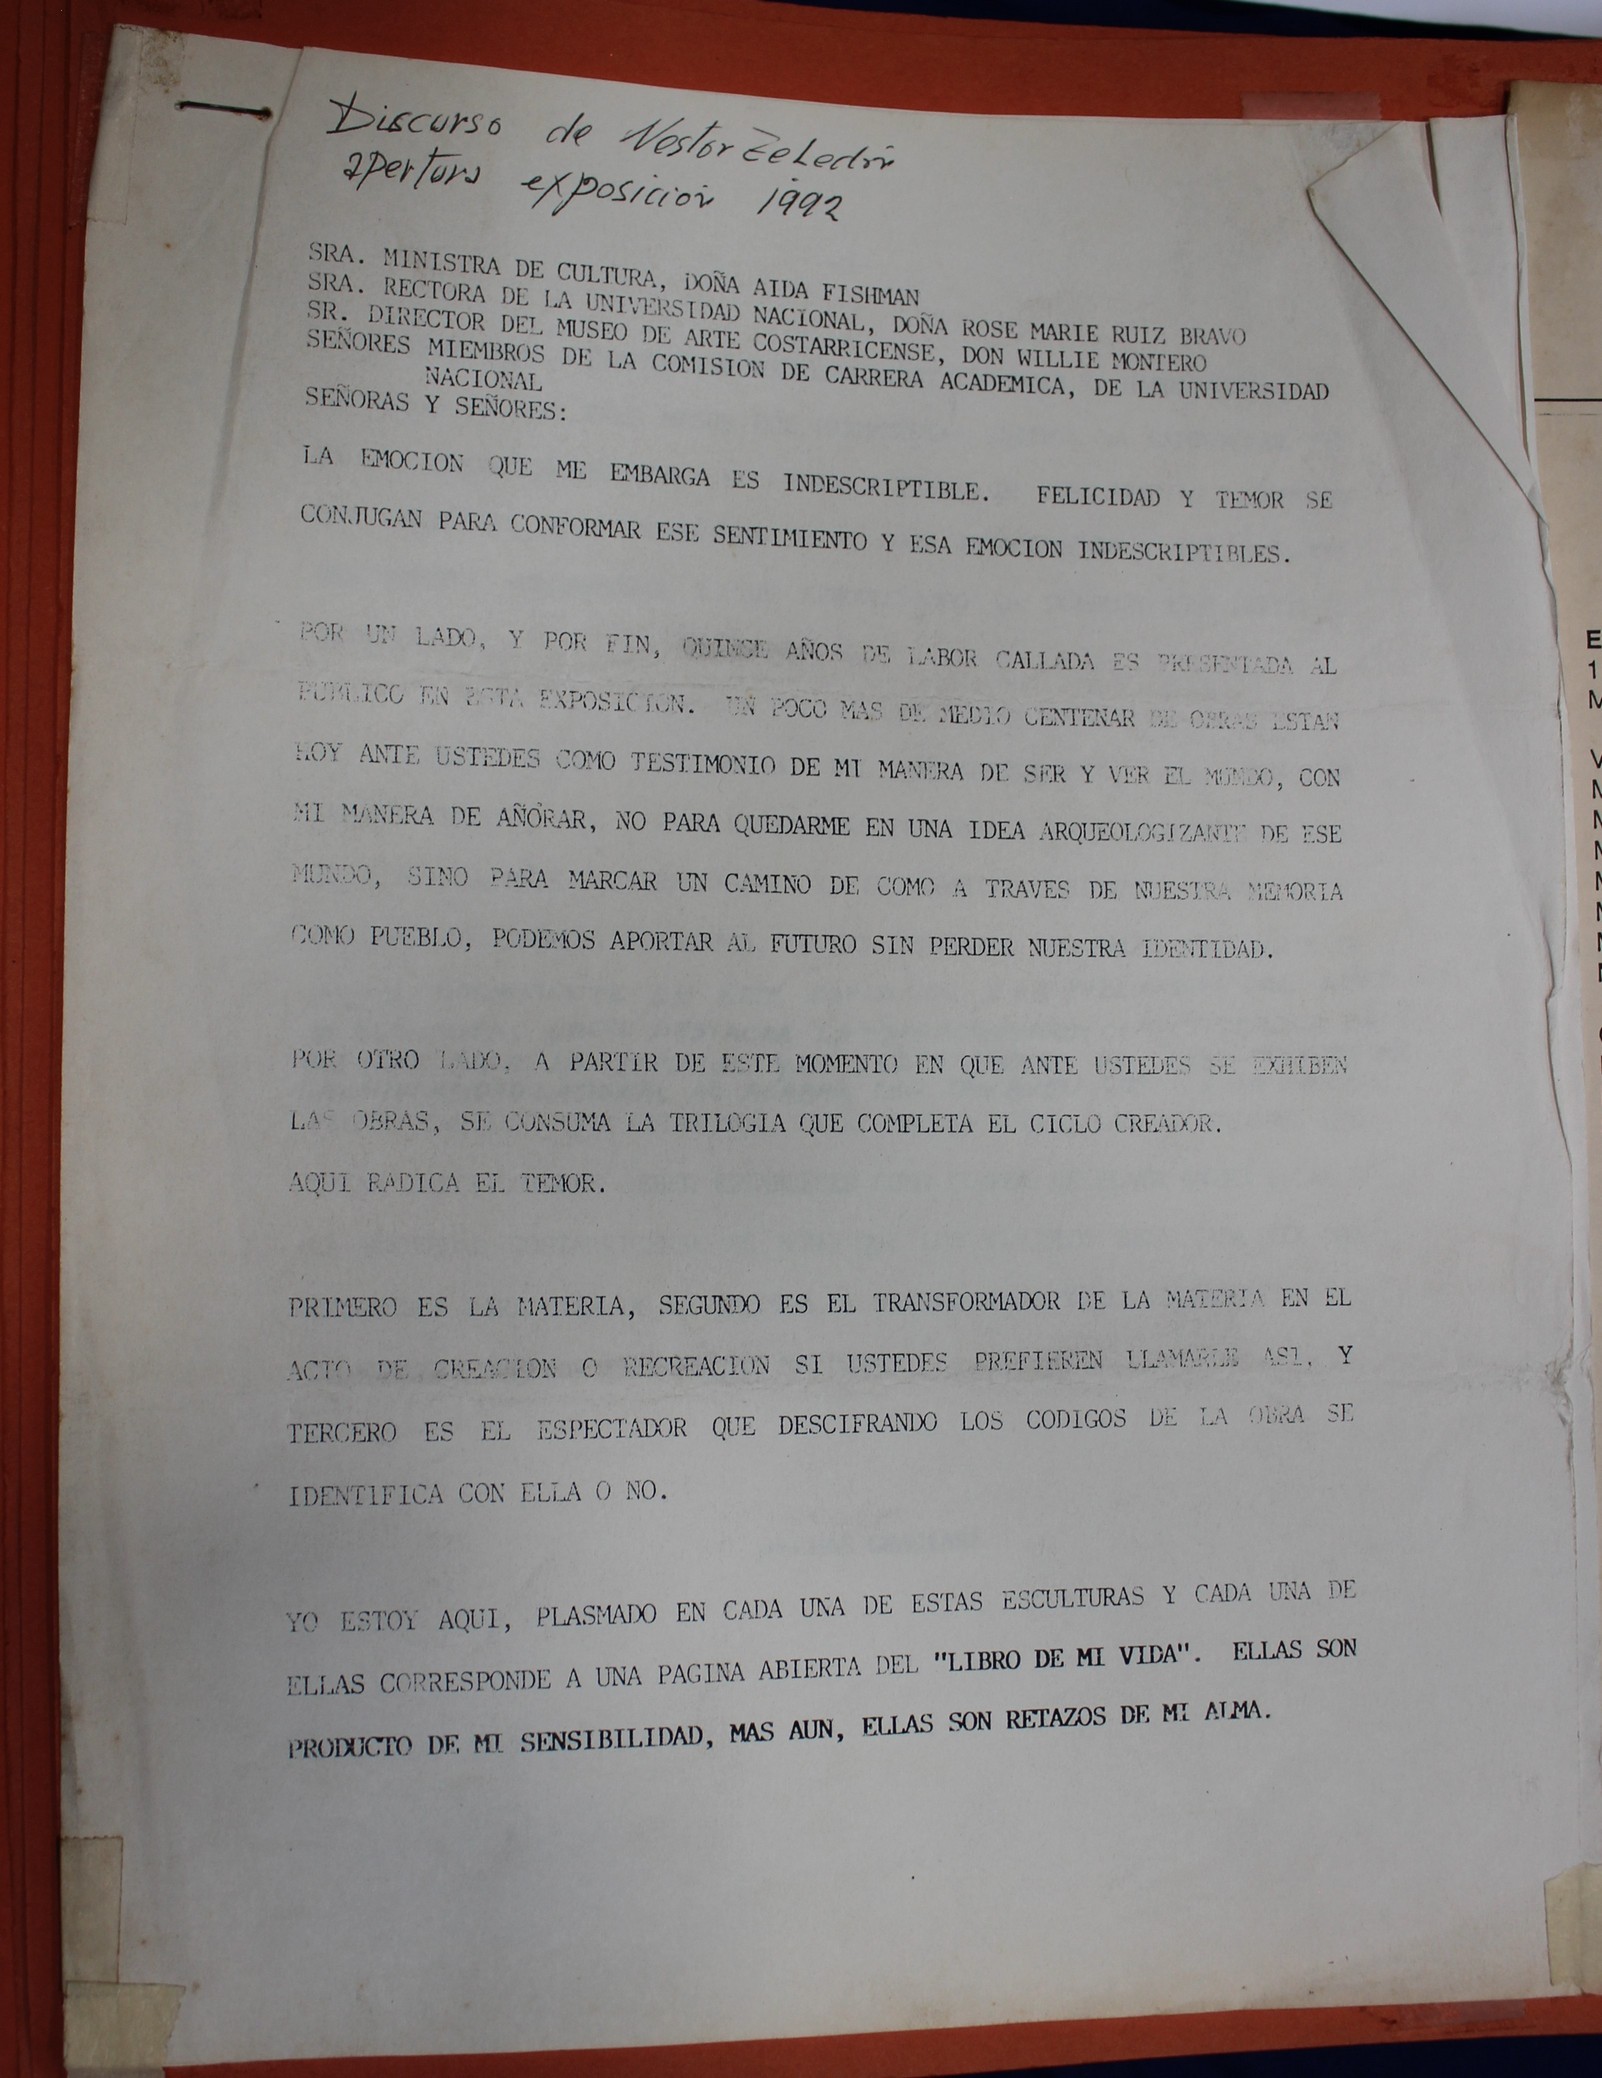 Discurso de Nestor Zeledón
apertura exposición 1992
SRA. MINISTRA DE CULTURA, DOÑA AIDA FISHMAN
SRA. RECTORA DE LA UNIVERSIDAD NACIONAL, DOÑA ROSE MARIE RUIZ BRAVO
SR. DIRECTOR DEL MUSEO DE ARTE COSTARRICENSE, DON WILLIE MONTERO
SEÑORES MIEMBROS DE LA COMISION DE CARRERA ACADEMICA, DE LA UNIVERSIDAD
NACIONAL
SEÑORAS Y SEÑORES:
LA EMOCION QUE ME EMBARGA ES INDESCRIPTIBLE. FELICIDAD Y TEMOR SE
CONJUGAN PARA CONFORMAR ESE SENTIMIENTO Y ESA EMOCION INDESCRIPTIBLES.
POR UN LADO, Y POR FIN, QUINSE AÑOS DE LABOR CALLADA ES PRESENTADA AL
PUBLICO EN ESTA EXPOSICION. UN POCO MAS DE MEDIO CENTENAR DE OBRAS ESTAN
HOY ANTE USTEDES COMO TESTIMONIO DE MI MANERA DE SER Y VER EL MUNDO, CON
MI MANERA DE AÑORAR, NO PARA QUEDARME EN UNA IDEA ARQUEOLOGIZANTE DE ESE
MUNDO, SINO PARA MARCAR UN CAMINO DE COMO A TRAVES DE NUESTRA MEMORIA
COMO PUEBLO, PODEMOS APORTAR AL FUTURO SIN PERDER NUESTRA IDENTIDAD.
POR OTRO LADO, A PARTIR DE ESTE MOMENTO EN QUE ANTE USTEDES SE EXHIBEN
LAS OBRAS, SE CONSUMA LA TRILOGIA QUE COMPLETA EL CICLO CREADOR.
AQUI RADICA EL TEMOR.
PRIMERO ES LA MATERIA, SEGUNDO ES EL TRANSFORMADOR DE LA MATERIA EN EL
ACTO DE CREACION O RECREACION SI USTEDES PREFIEREN LLAMARLE ASI, Y
TERCERO ES EL ESPECTADOR QUE DESCIFRANDO LOS CODIGOS DE LA OBRA SE
IDENTIFICA CON ELLA O NO.
YO ESTOY AQUI, PLASMADO EN CADA UNA DE ESTAS ESCULTURAS Y CADA UNA DE
ELLAS CORRESPONDE A UNA PAGINA ABIERTA DEL "LIBRO DE MI VIDA". ELLAS SON
PRODUCTO DE MI SENSIBILIDAD, MAS AUN, ELLAS SON RETAZOS DE MI ALMA.